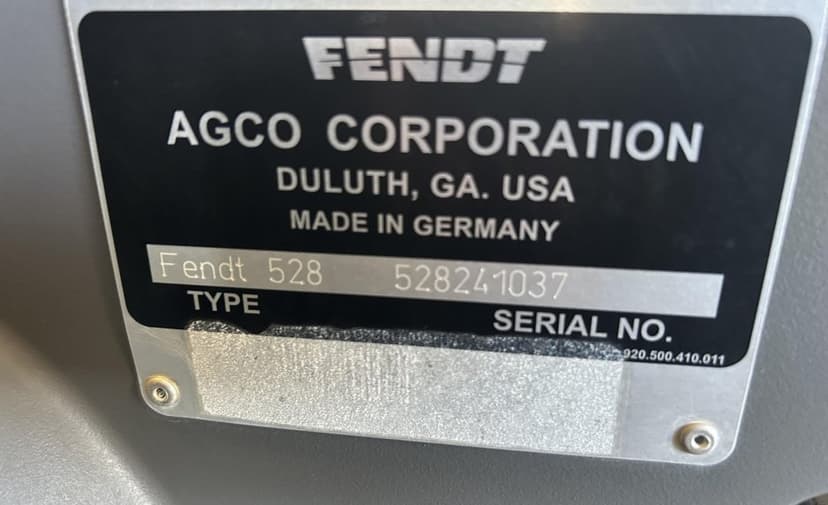 FENDT
AGCO CORPORATION
DULUTH, GA. USA
MADE IN GERMANY
Fendt 528 528241037
TYPE SERIAL NO.
920.500.410.011